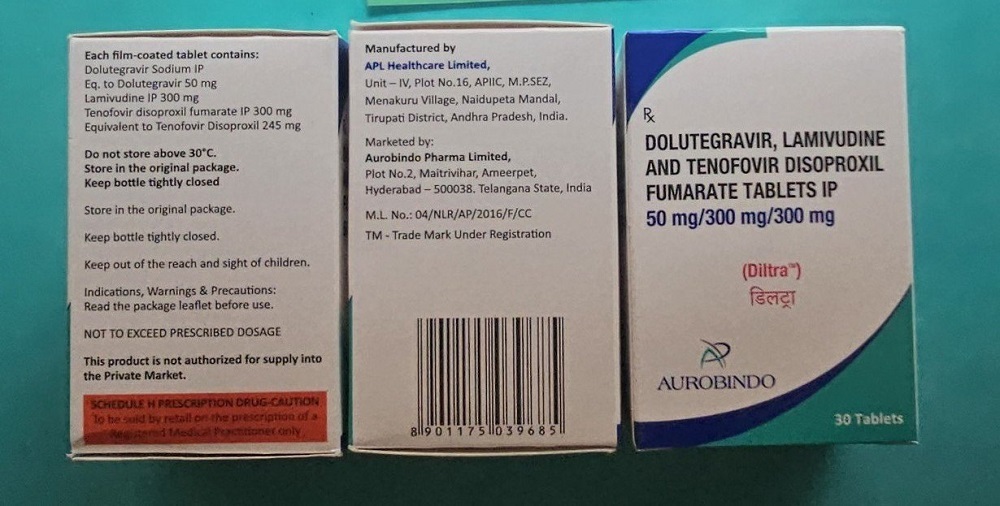 Each film-coated tablet contains:
Dolutegravir Sodium IP
Eq. to Dolutegravir 50 mg
Lamivudine IP 300 mg
Tenofovir disoproxil fumarate IP 300 mg
Equivalent to Tenofovir Disoproxil 245 mg
Do not store above 30°C.
Store in the original package.
Keep bottle tightly closed
Store in the original package.
Keep bottle tightly closed.
Keep out of the reach and sight of children.
Indications, Warnings & Precautions:
Read the package leaflet before use.
NOT TO EXCEED PRESCRIBED DOSAGE
This product is not authorized for supply into
the Private Market.
SCHEDULE H PRESCRIPTION DRUG-CAUTION
To be sold by retail on the prescription of a
Registered Medical Practitioner only
Manufactured by
APL Healthcare Limited,
Unit – IV, Plot No.16, APIIC, M.P.SEZ,
Menakuru Village, Naidupeta Mandal,
Tirupati District, Andhra Pradesh, India.
Marketed by:
Aurobindo Pharma Limited,
Plot No.2, Maitrivihar, Ameerpet,
Hyderabad – 500038. Telangana State, India
M.L. No.: 04/NLR/AP/2016/F/CC
TM - Trade Mark Under Registration
8 901175 039685
℞
DOLUTEGRAVIR, LAMIVUDINE
AND TENOFOVIR DISOPROXIL
FUMARATE TABLETS IP
50 mg/300 mg/300 mg
(Diltra™)
डिलट्रा
AUROBINDO
30 Tablets